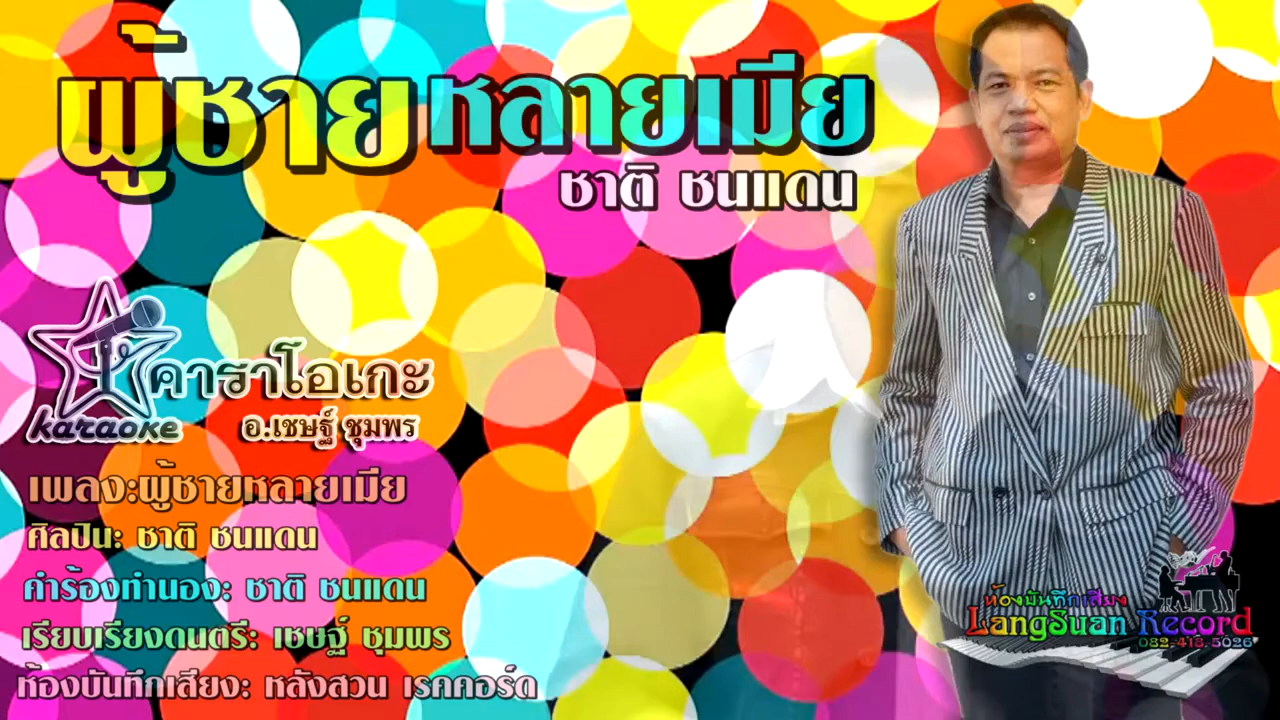 ผู้ชายหลายเมีย
ชาติ ชนแดน
คาราโอเกะ
karaoke
อ.เชษฐ์ ชุมพร
เพลง:ผู้ชายหลายเมีย
ศิลปิน: ชาติ ชนแดน
คำร้องทำนอง: ชาติ ชนแดน
เรียบเรียงดนตรี: เชษฐ์ ชุมพร
ห้องบันทึกเสียง: หลังสวน เรคคอร์ด
ห้องบันทึกเสียง
LangSuan Record
082-418-5026